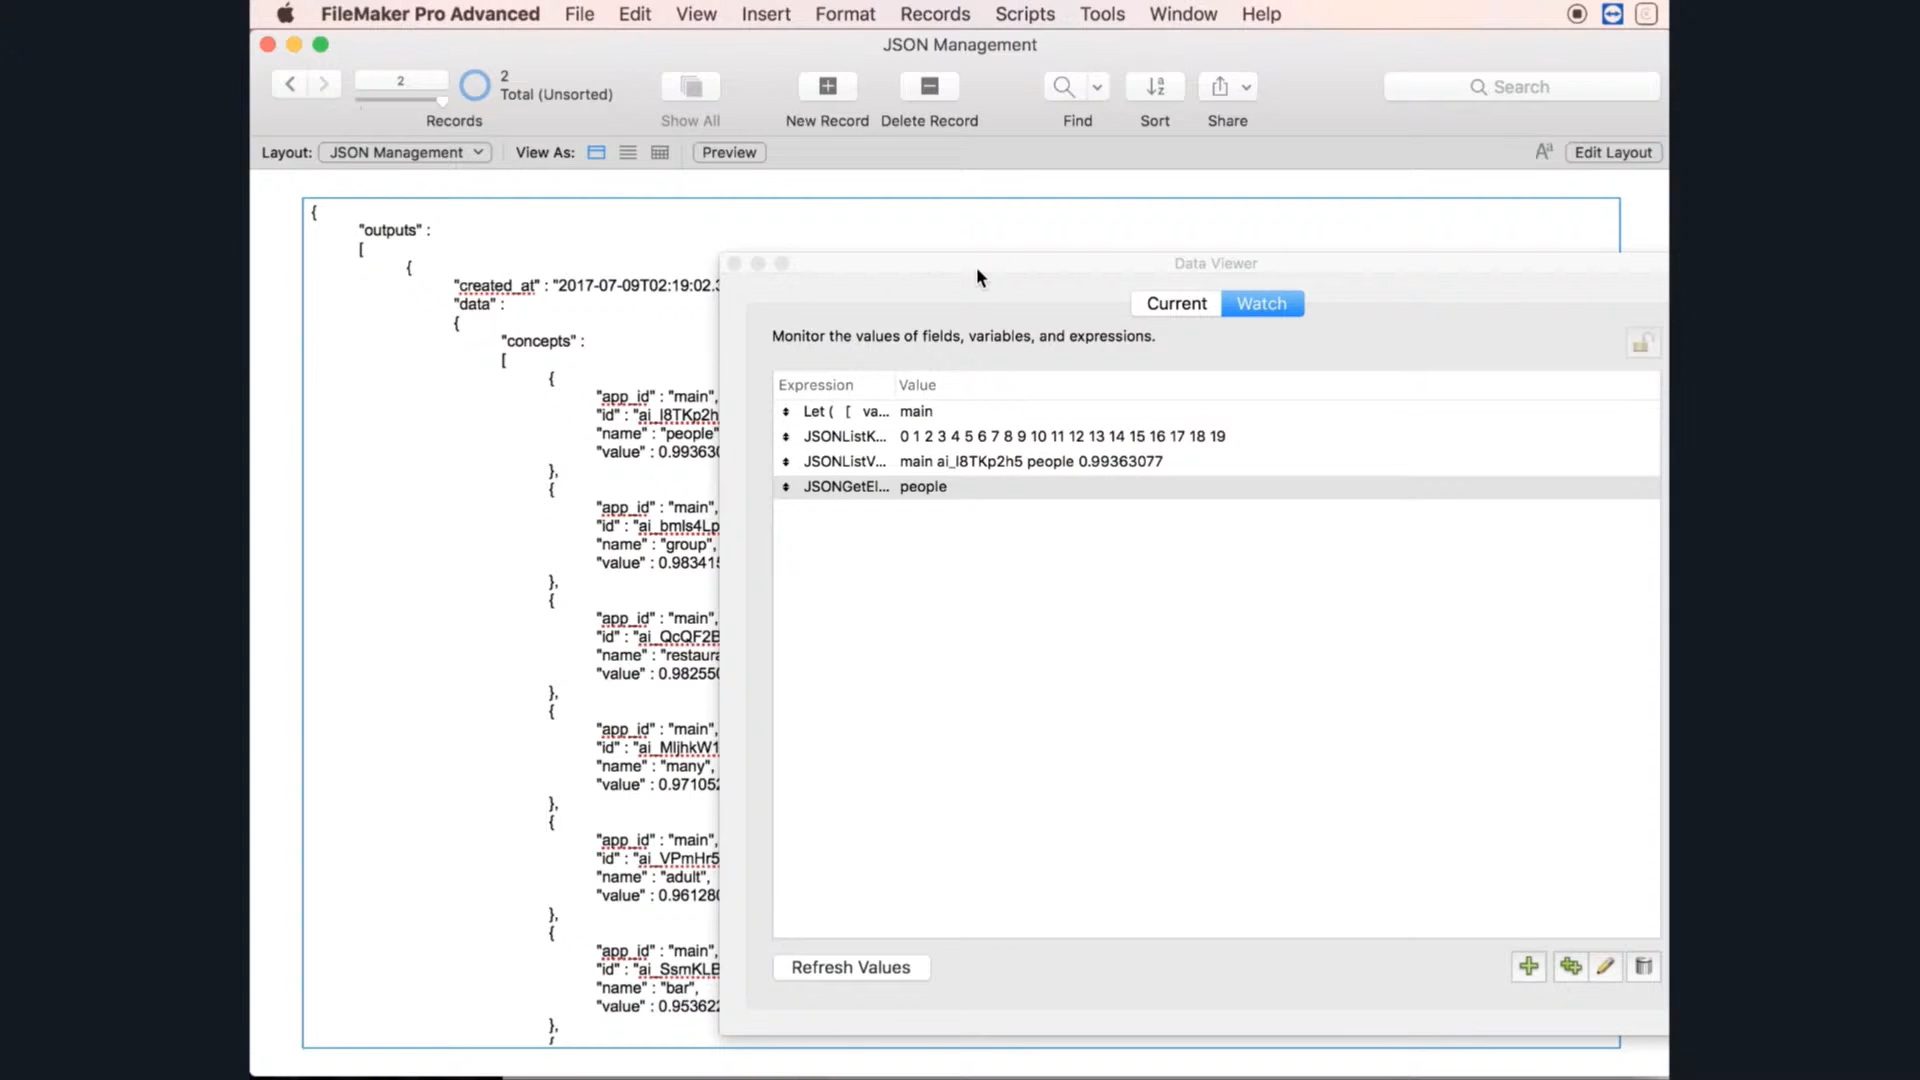 FileMaker Pro Advanced File Edit View Insert Format Records Scripts Tools Window Help
JSON Management
2
2
Total (Unsorted)
Search
Records Show All New Record Delete Record Find Sort Share
Layout: JSON Management View As: Preview Aa Edit Layout
{
"outputs" :
[
{
"created_at" : "2017-07-09T02:19:02.3
"data" :
{
"concepts" :
[
{
"app_id" : "main",
"id" : "ai_l8TKp2h
"name" : "people"
"value" : 0.99363
},
{
"app_id" : "main",
"id" : "ai_bmls4Lp
"name" : "group",
"value" : 0.98341
},
{
"app_id" : "main",
"id" : "ai_QcQF2B
"name" : "restaura
"value" : 0.98255
},
{
"app_id" : "main",
"id" : "ai_MljhkW1
"name" : "many",
"value" : 0.97105
},
{
"app_id" : "main",
"id" : "ai_VPmHr5
"name" : "adult",
"value" : 0.96128
},
{
"app_id" : "main",
"id" : "ai_SsmKLB
"name" : "bar",
"value" : 0.95362
},
Data Viewer
Current Watch
Monitor the values of fields, variables, and expressions.
Expression Value
Let ( [ va... main
JSONListK... 0 1 2 3 4 5 6 7 8 9 10 11 12 13 14 15 16 17 18 19
JSONListV... main ai_l8TKp2h5 people 0.99363077
JSONGetEl... people
Refresh Values